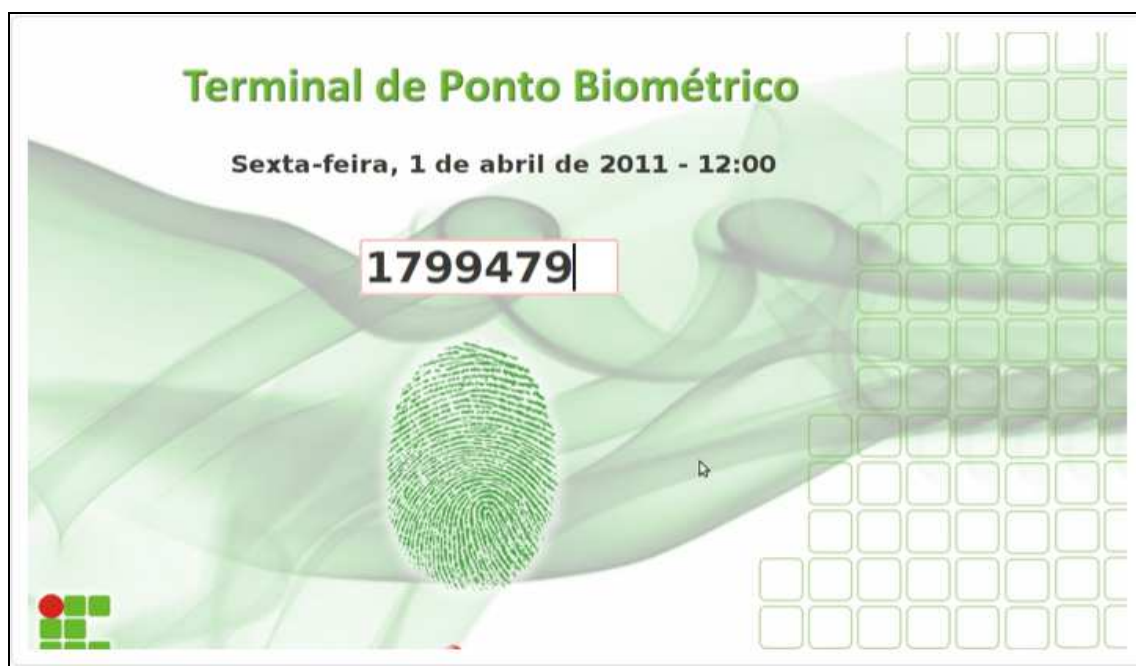 Terminal de Ponto Biométrico
Sexta-feira, 1 de abril de 2011 - 12:00
1799479